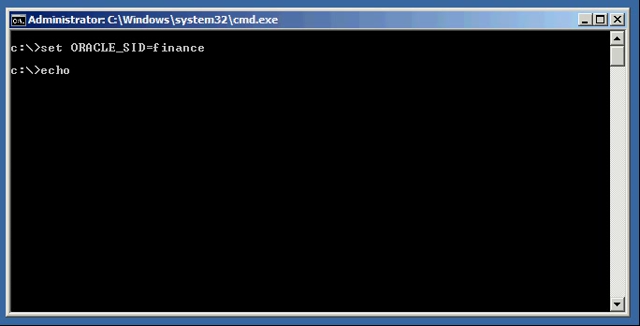 Administrator: C:\Windows\system32\cmd.exe
c:\>set ORACLE_SID=finance
c:\>echo